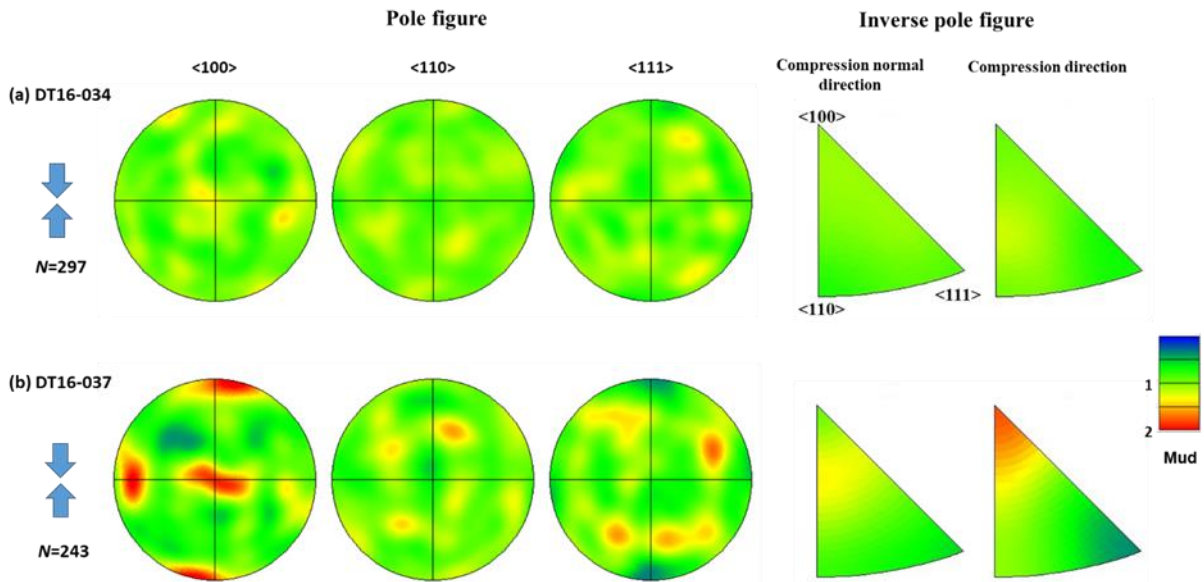 Pole figure
Inverse pole figure
<100>
<110>
<111>
Compression normal
direction
Compression direction
(a) DT16-034
N=297
<100>
<110>
<111>
(b) DT16-037
N=243
1
2
Mud